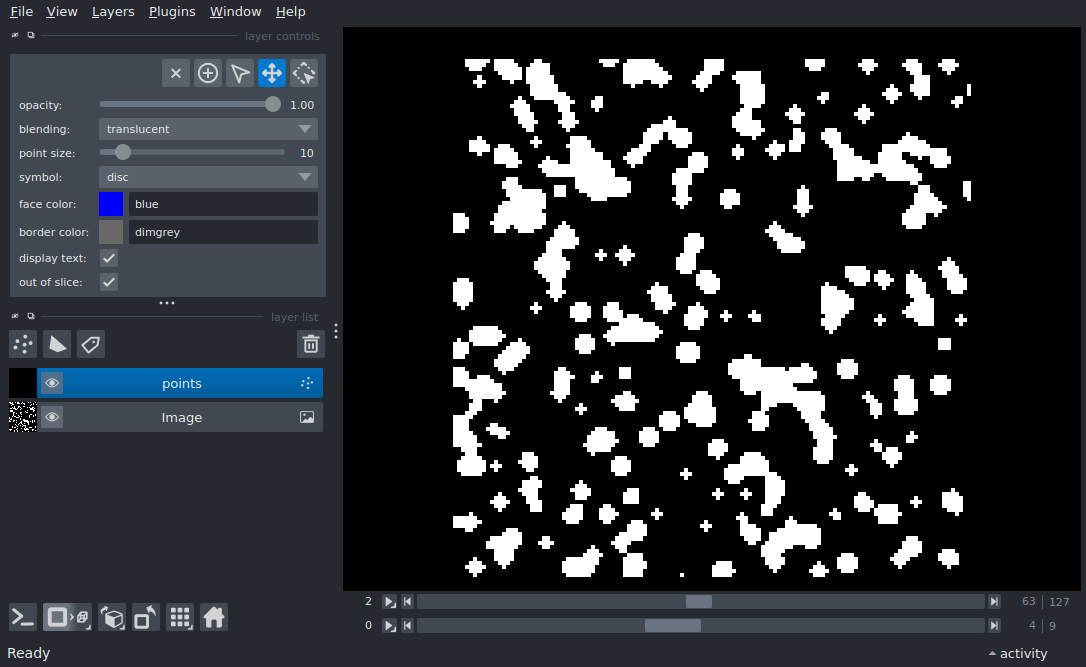 File View Layers Plugins Window Help
layer controls
opacity: 1.00
blending: translucent
point size: 10
symbol: disc
face color: blue
border color: dimgrey
display text:
out of slice:
layer list
points
Image
2 63 | 127
0 4 | 9
Ready activity